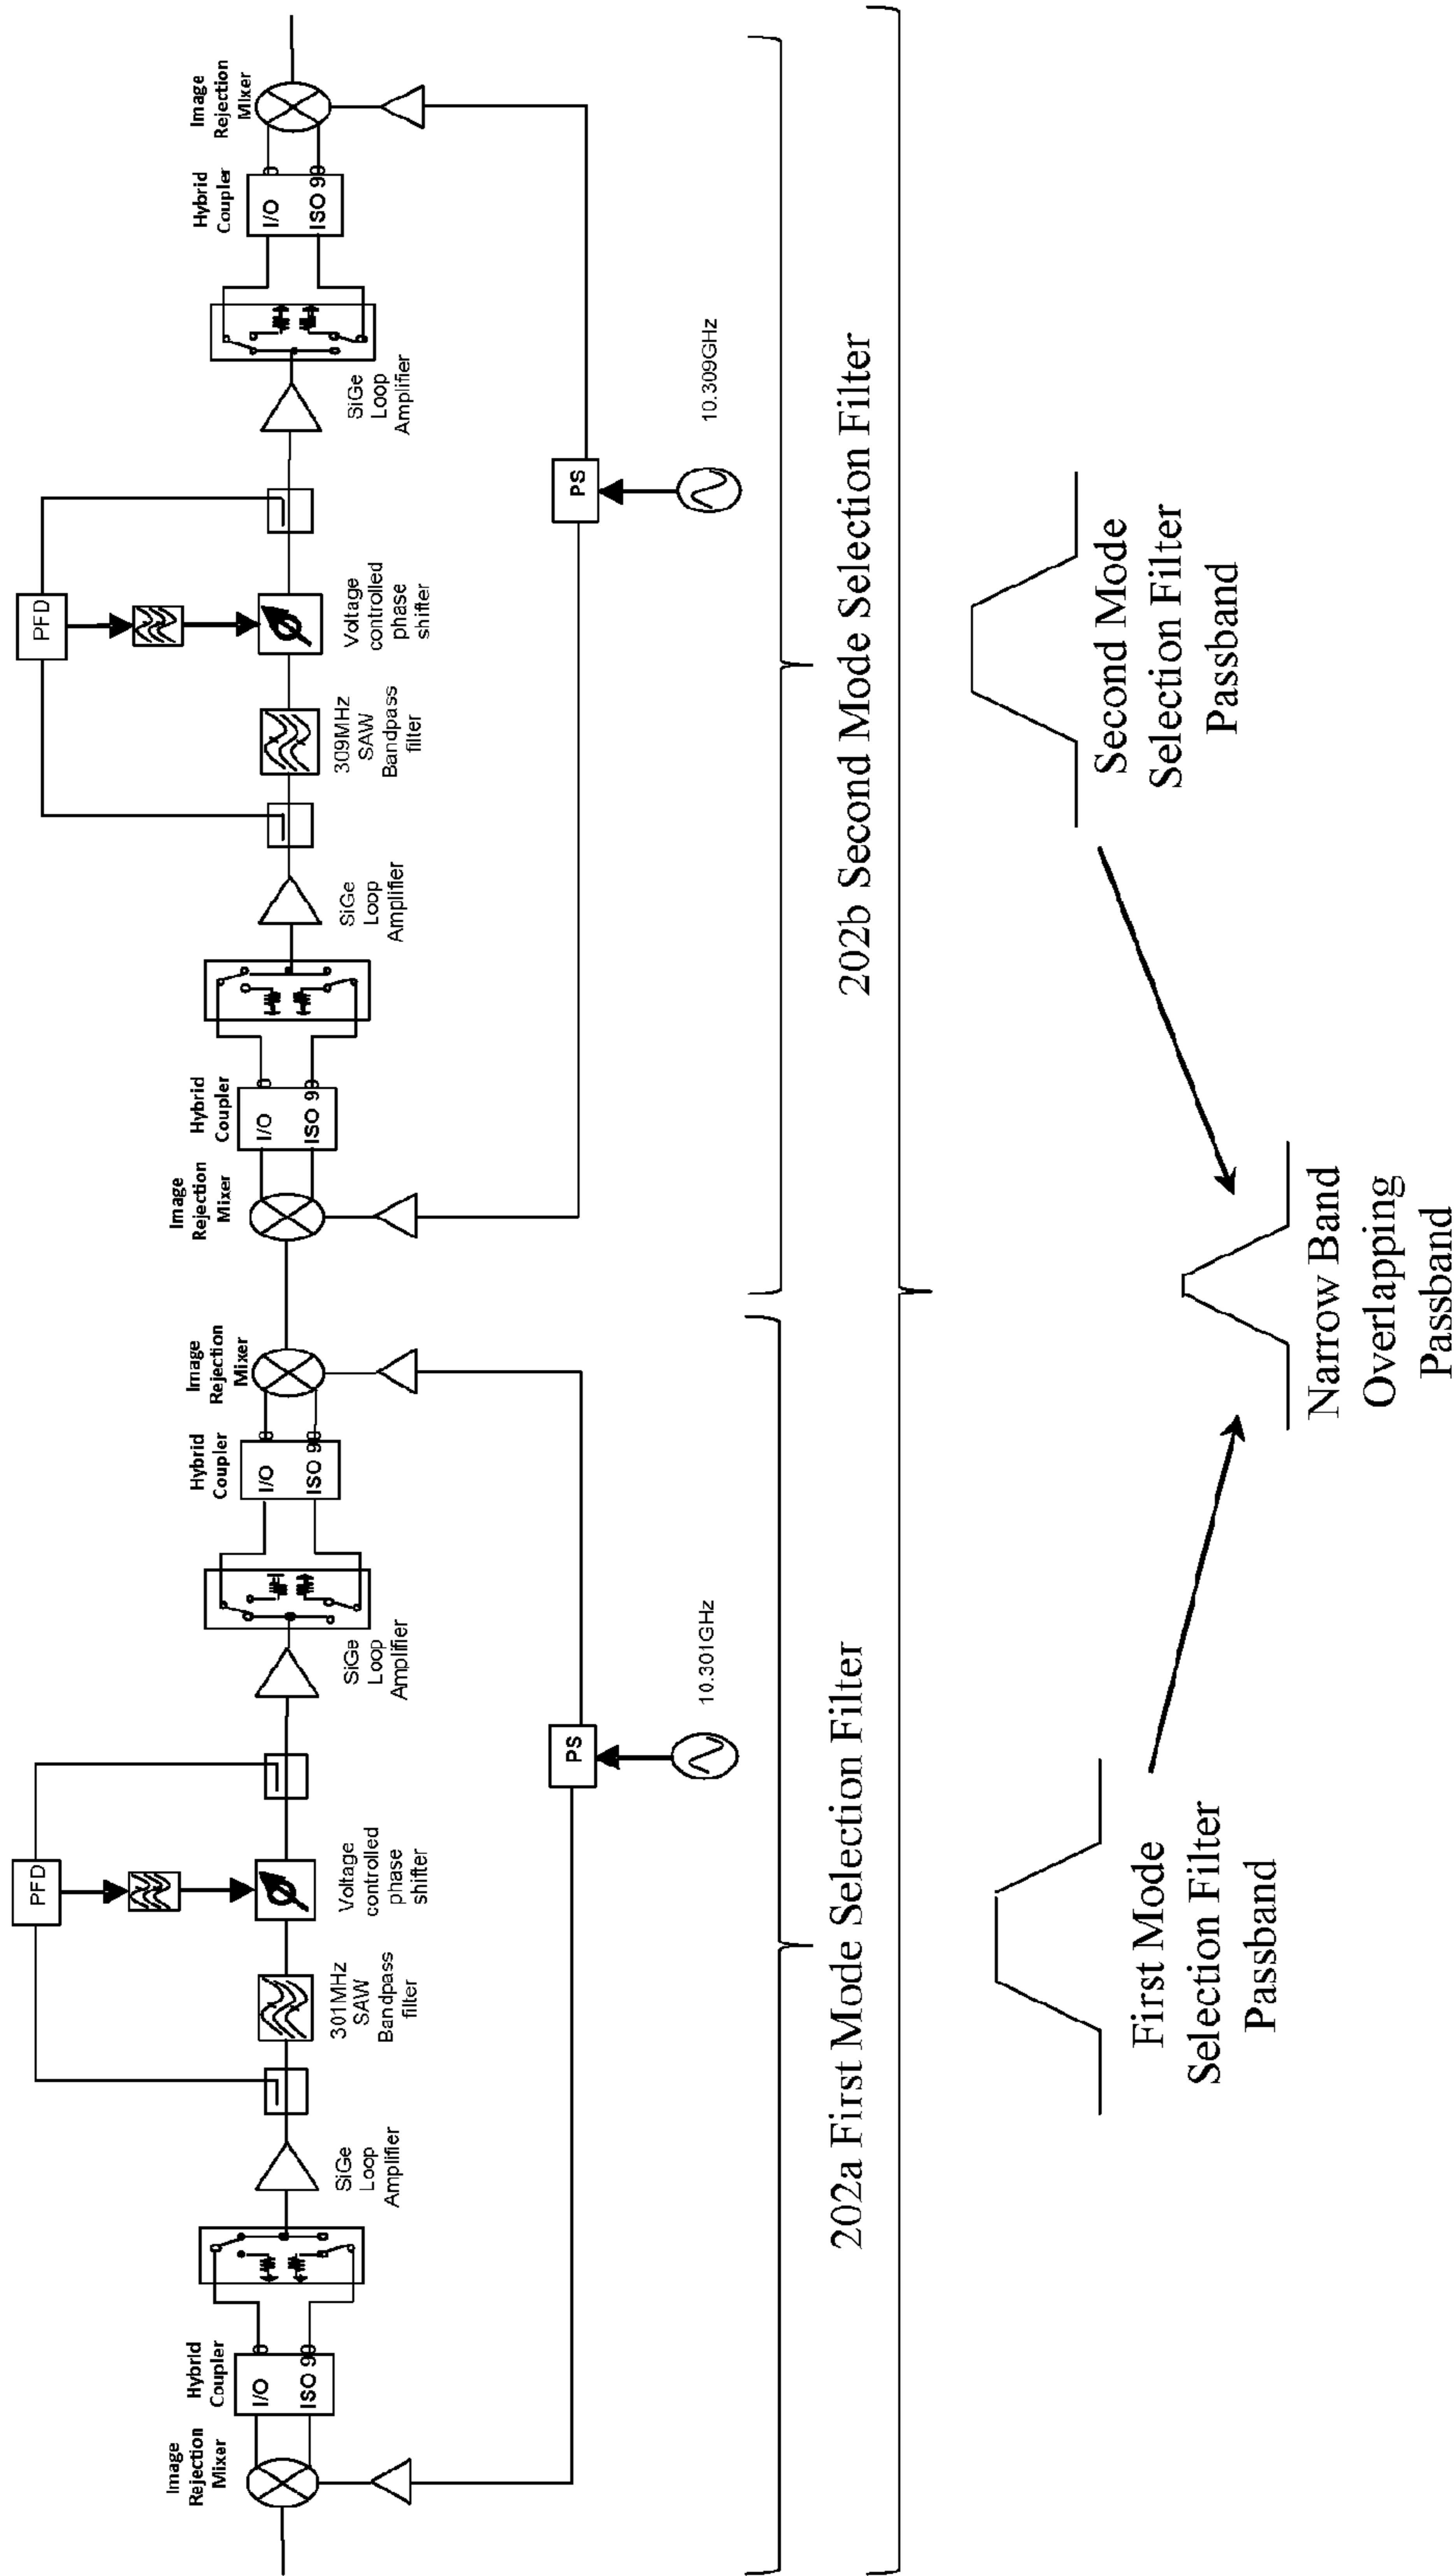 Image
Rejection
Mixer
Hybrid
Coupler
I/O
ISO 90
SiGe
Loop
Amplifier
301MHz
SAW
Bandpass
filter
PFD
Voltage
controlled
phase
shifter
SiGe
Loop
Amplifier
Hybrid
Coupler
I/O
ISO 90
Image
Rejection
Mixer
PS
10.301GHz
202a First Mode Selection Filter
Image
Rejection
Mixer
Hybrid
Coupler
I/O
ISO 9
SiGe
Loop
Amplifier
309MHz
SAW
Bandpass
filter
PFD
Voltage
controlled
phase
shifter
SiGe
Loop
Amplifier
Hybrid
Coupler
I/O
ISO 90
Image
Rejection
Mixer
PS
10.309GHz
202b Second Mode Selection Filter
First Mode
Selection Filter
Passband
Narrow Band
Overlapping
Passband
Second Mode
Selection Filter
Passband